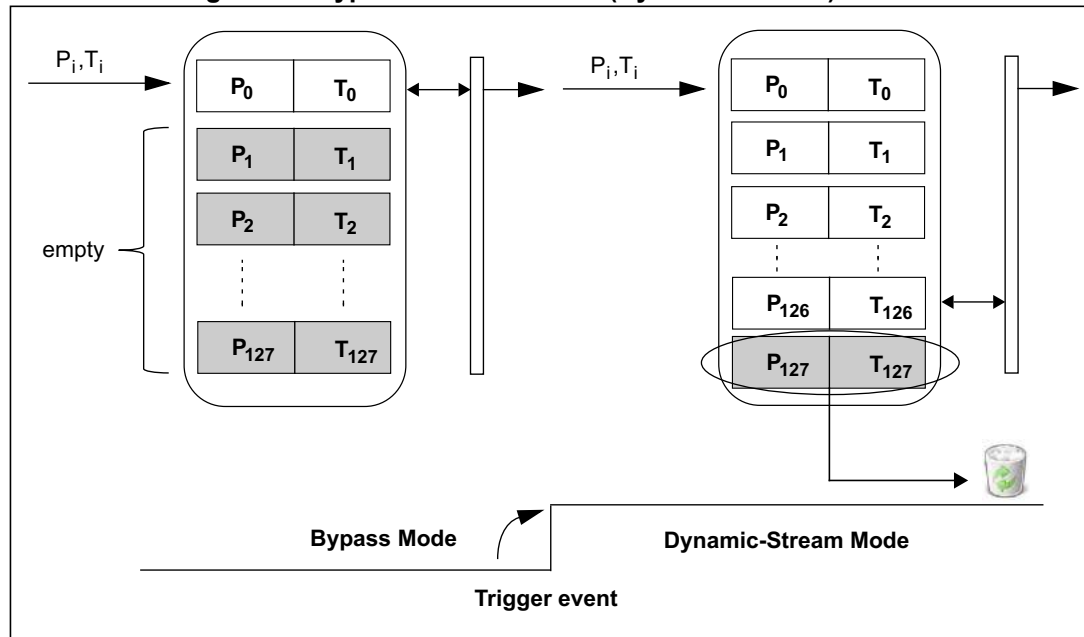 P_i,T_i
P_0 T_0
P_1 T_1
P_2 T_2
empty
P_127 T_127
P_i,T_i
P_0 T_0
P_1 T_1
P_2 T_2
P_126 T_126
P_127 T_127
Bypass Mode
Dynamic-Stream Mode
Trigger event